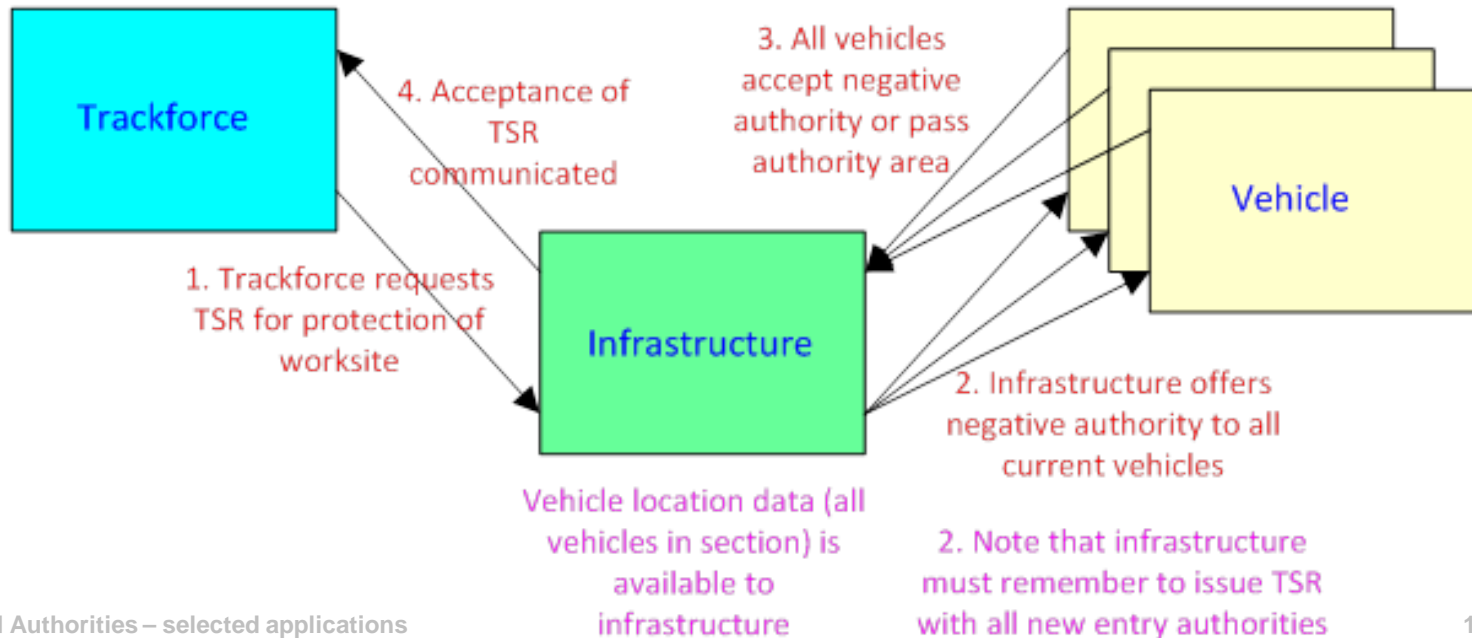 Trackforce
4. Acceptance of
TSR
communicated
3. All vehicles
accept negative
authority or pass
authority area
Vehicle
1. Trackforce requests
TSR for protection of
worksite
Infrastructure
2. Infrastructure offers
negative authority to all
current vehicles
Vehicle location data (all
vehicles in section) is
available to
infrastructure
2. Note that infrastructure
must remember to issue TSR
with all new entry authorities
Authorities – selected applications
1